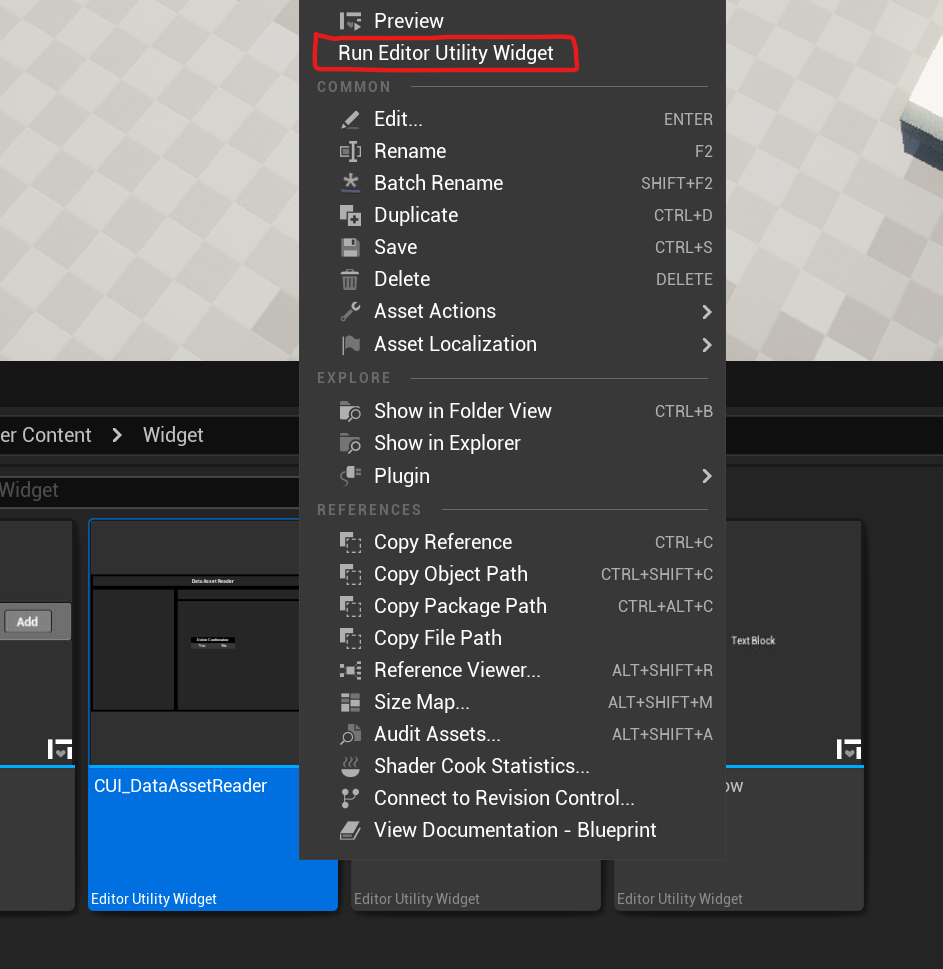 Preview
Run Editor Utility Widget
COMMON
Edit... ENTER
Rename F2
Batch Rename SHIFT+F2
Duplicate CTRL+D
Save CTRL+S
Delete DELETE
Asset Actions
Asset Localization
EXPLORE
Show in Folder View CTRL+B
Show in Explorer
Plugin
REFERENCES
Copy Reference CTRL+C
Copy Object Path CTRL+SHIFT+C
Copy Package Path CTRL+ALT+C
Copy File Path
Reference Viewer... ALT+SHIFT+R
Size Map... ALT+SHIFT+M
Audit Assets... ALT+SHIFT+A
Shader Cook Statistics...
Connect to Revision Control...
View Documentation - Blueprint
er Content > Widget
Widget
Add
Data Asset Reader
Delete Confirmation
Yes No
Text Block
CUI_DataAssetReader
ow
Editor Utility Widget
Editor Utility Widget
Editor Utility Widget